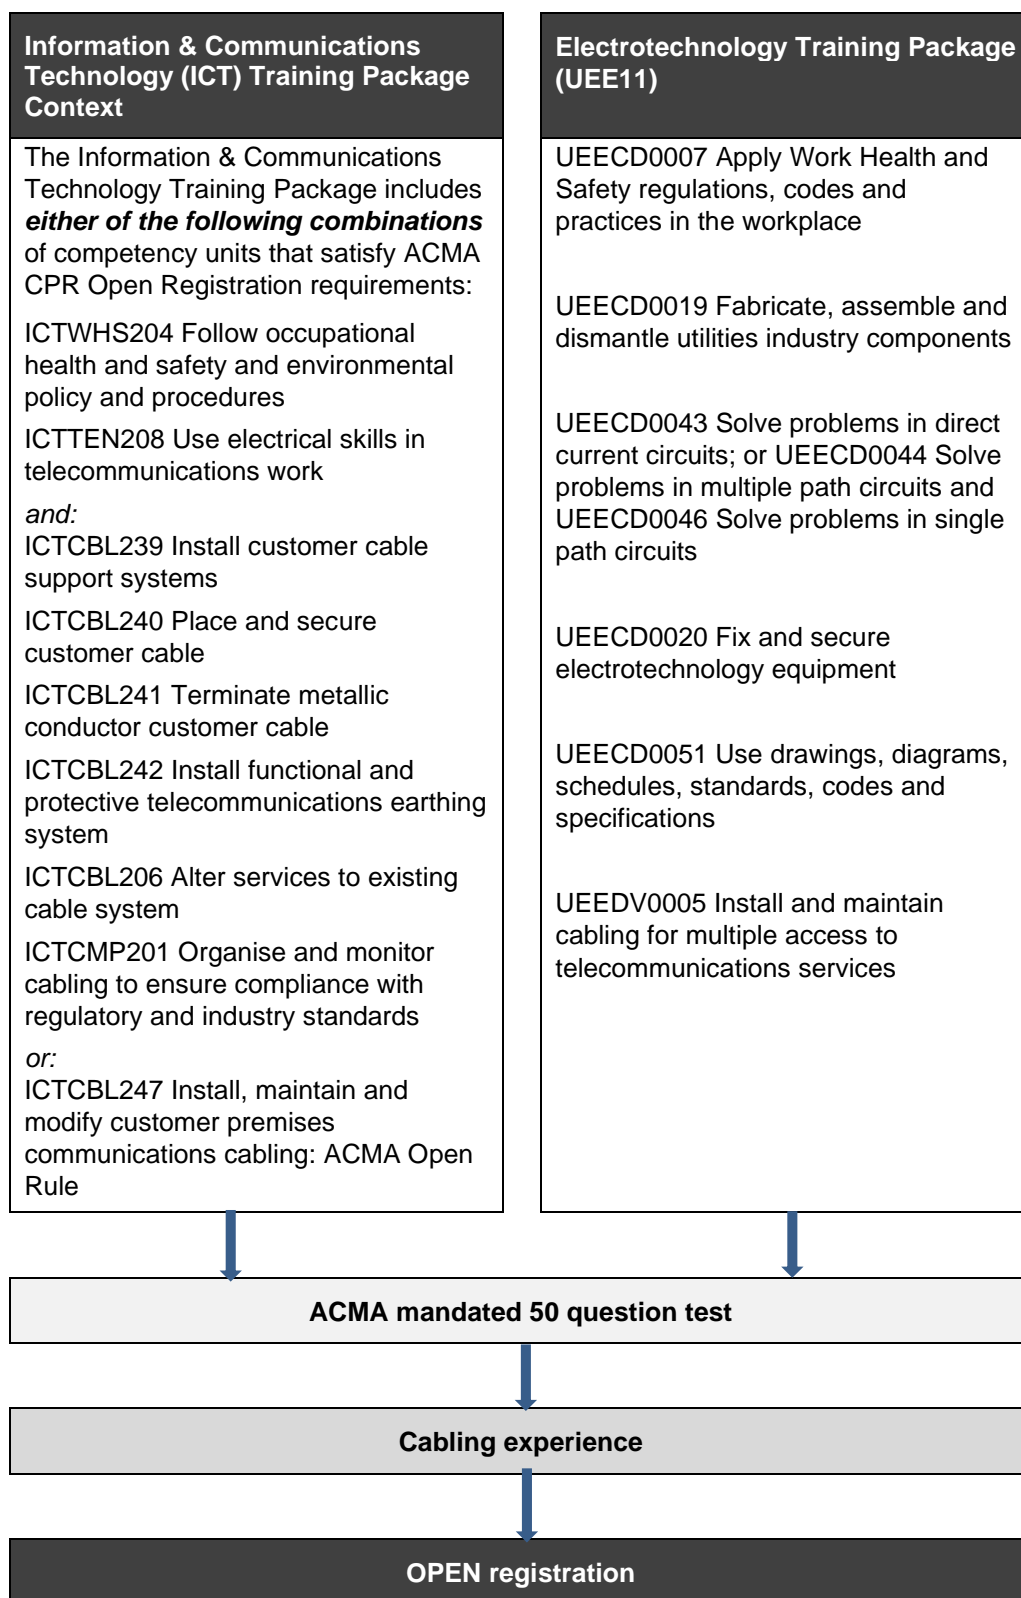 Information & Communications
Technology (ICT) Training Package
Context
The Information & Communications
Technology Training Package includes
either of the following combinations
of competency units that satisfy ACMA
CPR Open Registration requirements:
ICTWHS204 Follow occupational
health and safety and environmental
policy and procedures
ICTTEN208 Use electrical skills in
telecommunications work
and:
ICTCBL239 Install customer cable
support systems
ICTCBL240 Place and secure
customer cable
ICTCBL241 Terminate metallic
conductor customer cable
ICTCBL242 Install functional and
protective telecommunications earthing
system
ICTCBL206 Alter services to existing
cable system
ICTCMP201 Organise and monitor
cabling to ensure compliance with
regulatory and industry standards
or:
ICTCBL247 Install, maintain and
modify customer premises
communications cabling: ACMA Open
Rule
Electrotechnology Training Package
(UEE11)
UEECD0007 Apply Work Health and
Safety regulations, codes and
practices in the workplace
UEECD0019 Fabricate, assemble and
dismantle utilities industry components
UEECD0043 Solve problems in direct
current circuits; or UEECD0044 Solve
problems in multiple path circuits and
UEECD0046 Solve problems in single
path circuits
UEECD0020 Fix and secure
electrotechnology equipment
UEECD0051 Use drawings, diagrams,
schedules, standards, codes and
specifications
UEEDV0005 Install and maintain
cabling for multiple access to
telecommunications services
ACMA mandated 50 question test
Cabling experience
OPEN registration